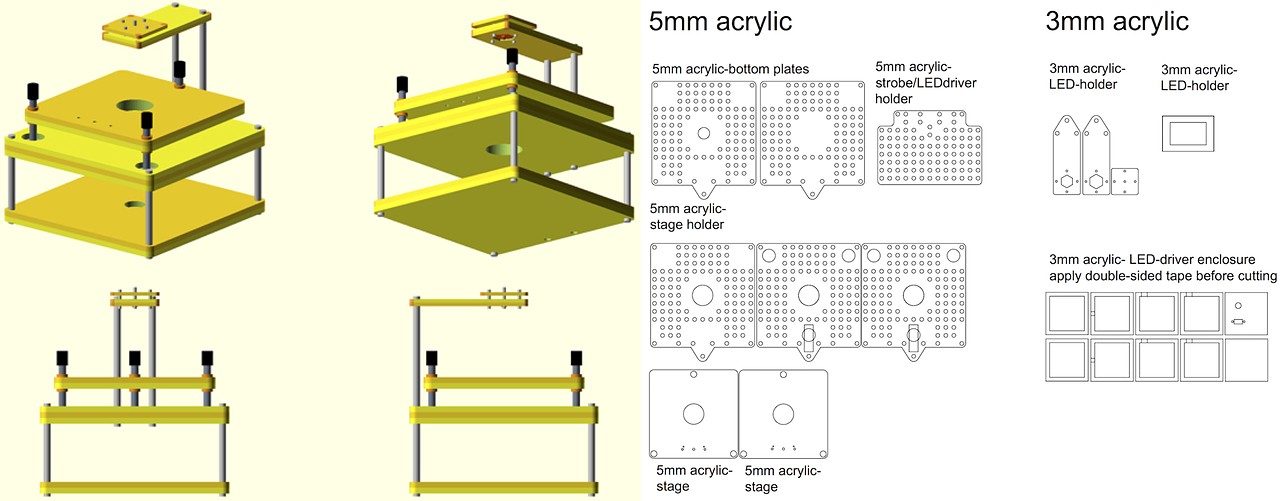 5mm acrylic
3mm acrylic
5mm acrylic-bottom plates
5mm acrylic-
strobe/LEDdriver
holder
3mm acrylic-
LED-holder
3mm acrylic-
LED-holder
5mm acrylic-
stage holder
3mm acrylic- LED-driver enclosure
apply double-sided tape before cutting
5mm acrylic-
stage
5mm acrylic-
stage